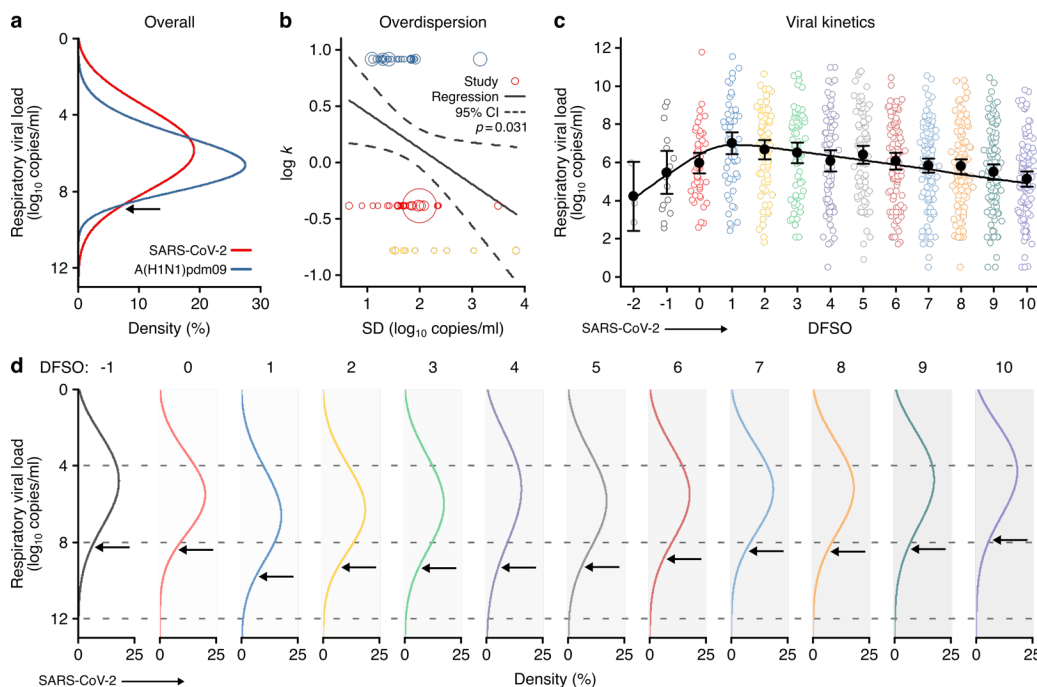 a
Overall
0
4
8
12
Respiratory viral load
(log10 copies/ml)
SARS-CoV-2
A(H1N1)pdm09
0 10 20 30
Density (%)
b
Overdispersion
1.0
0.5
0.0
-0.5
-1.0
log k
Study
Regression
95% CI
p = 0.031
1 2 3 4
SD (log10 copies/ml)
c
Viral kinetics
12
10
8
6
4
2
0
Respiratory viral load
(log10 copies/ml)
-2 -1 0 1 2 3 4 5 6 7 8 9 10
SARS-CoV-2
DFSO
d
DFSO: -1 0 1 2 3 4 5 6 7 8 9 10
0
4
8
12
Respiratory viral load
(log10 copies/ml)
0 25 0 25 0 25 0 25 0 25 0 25 0 25 0 25 0 25 0 25 0 25 0 25
SARS-CoV-2
Density (%)